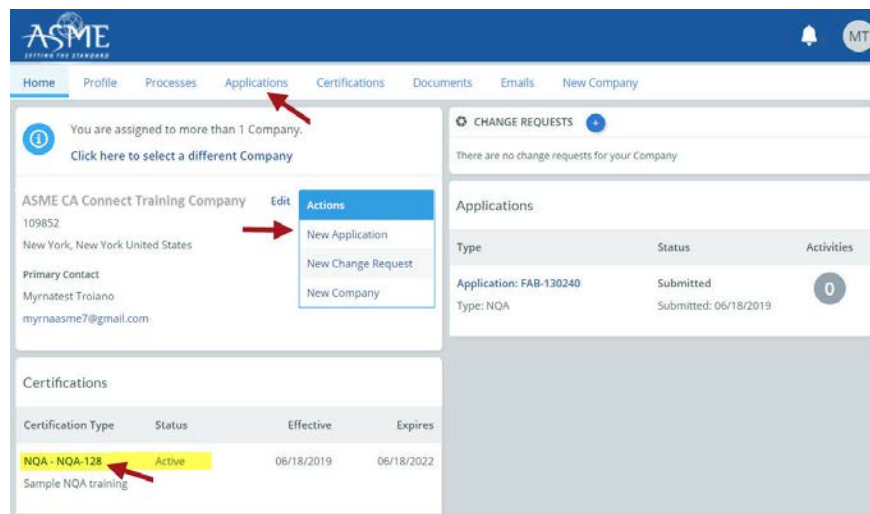 ASME
SETTING THE STANDARD
MT
Home Profile Processes Applications Certifications Documents Emails New Company
You are assigned to more than 1 Company.
Click here to select a different Company
ASME CA Connect Training Company Edit
109852
New York, New York United States
Primary Contact
Myrnatest Troiano
myrnaasme7@gmail.com
Actions
New Application
New Change Request
New Company
Certifications
Certification Type Status Effective Expires
NQA - NQA-128 Active 06/18/2019 06/18/2022
Sample NQA training
CHANGE REQUESTS +
There are no change requests for your Company
Applications
Type Status Activities
Application: FAB-130240 Submitted 0
Type: NQA Submitted: 06/18/2019